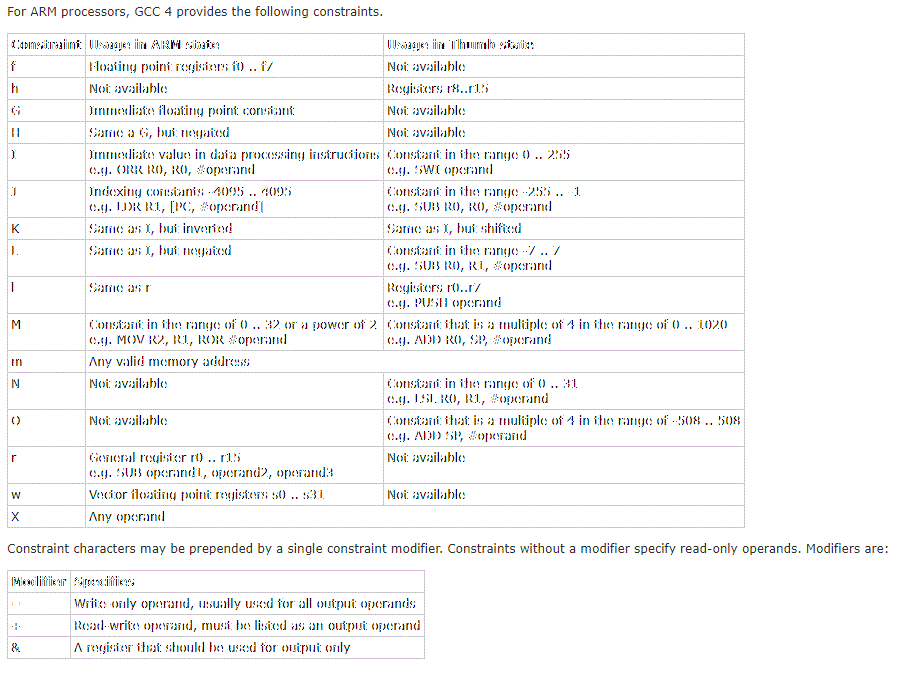 For ARM processors, GCC 4 provides the following constraints.
Constraint Usage in ARM state Usage in Thumb state
f Floating point registers f0 .. f7 Not available
h Not available Registers r8..r15
G Immediate floating point constant Not available
H Same a G, but negated Not available
I Immediate value in data processing instructions Constant in the range 0 .. 255
e.g. ORR R0, R0, #operand e.g. SWI operand
J Indexing constants -4095 .. 4095 Constant in the range -255 .. -1
e.g. LDR R1, [PC, #operand] e.g. SUB R0, R0, #operand
K Same as I, but inverted Same as I, but shifted
L Same as I, but negated Constant in the range -7 .. 7
e.g. SUB R0, R1, #operand
l Same as r Registers r0..r7
e.g. PUSH operand
M Constant in the range of 0 .. 32 or a power of 2 Constant that is a multiple of 4 in the range of 0 .. 1020
e.g. MOV R2, R1, ROR #operand e.g. ADD R0, SP, #operand
m Any valid memory address
N Not available Constant in the range of 0 .. 31
e.g. LSL R0, R1, #operand
O Not available Constant that is a multiple of 4 in the range of -508 .. 508
e.g. ADD SP, #operand
r General register r0 .. r15 Not available
e.g. SUB operand1, operand2, operand3
w Vector floating point registers s0 .. s31 Not available
X Any operand
Constraint characters may be prepended by a single constraint modifier. Constraints without a modifier specify read-only operands. Modifiers are:
Modifier Specifies
= Write-only operand, usually used for all output operands
+ Read-write operand, must be listed as an output operand
& A register that should be used for output only